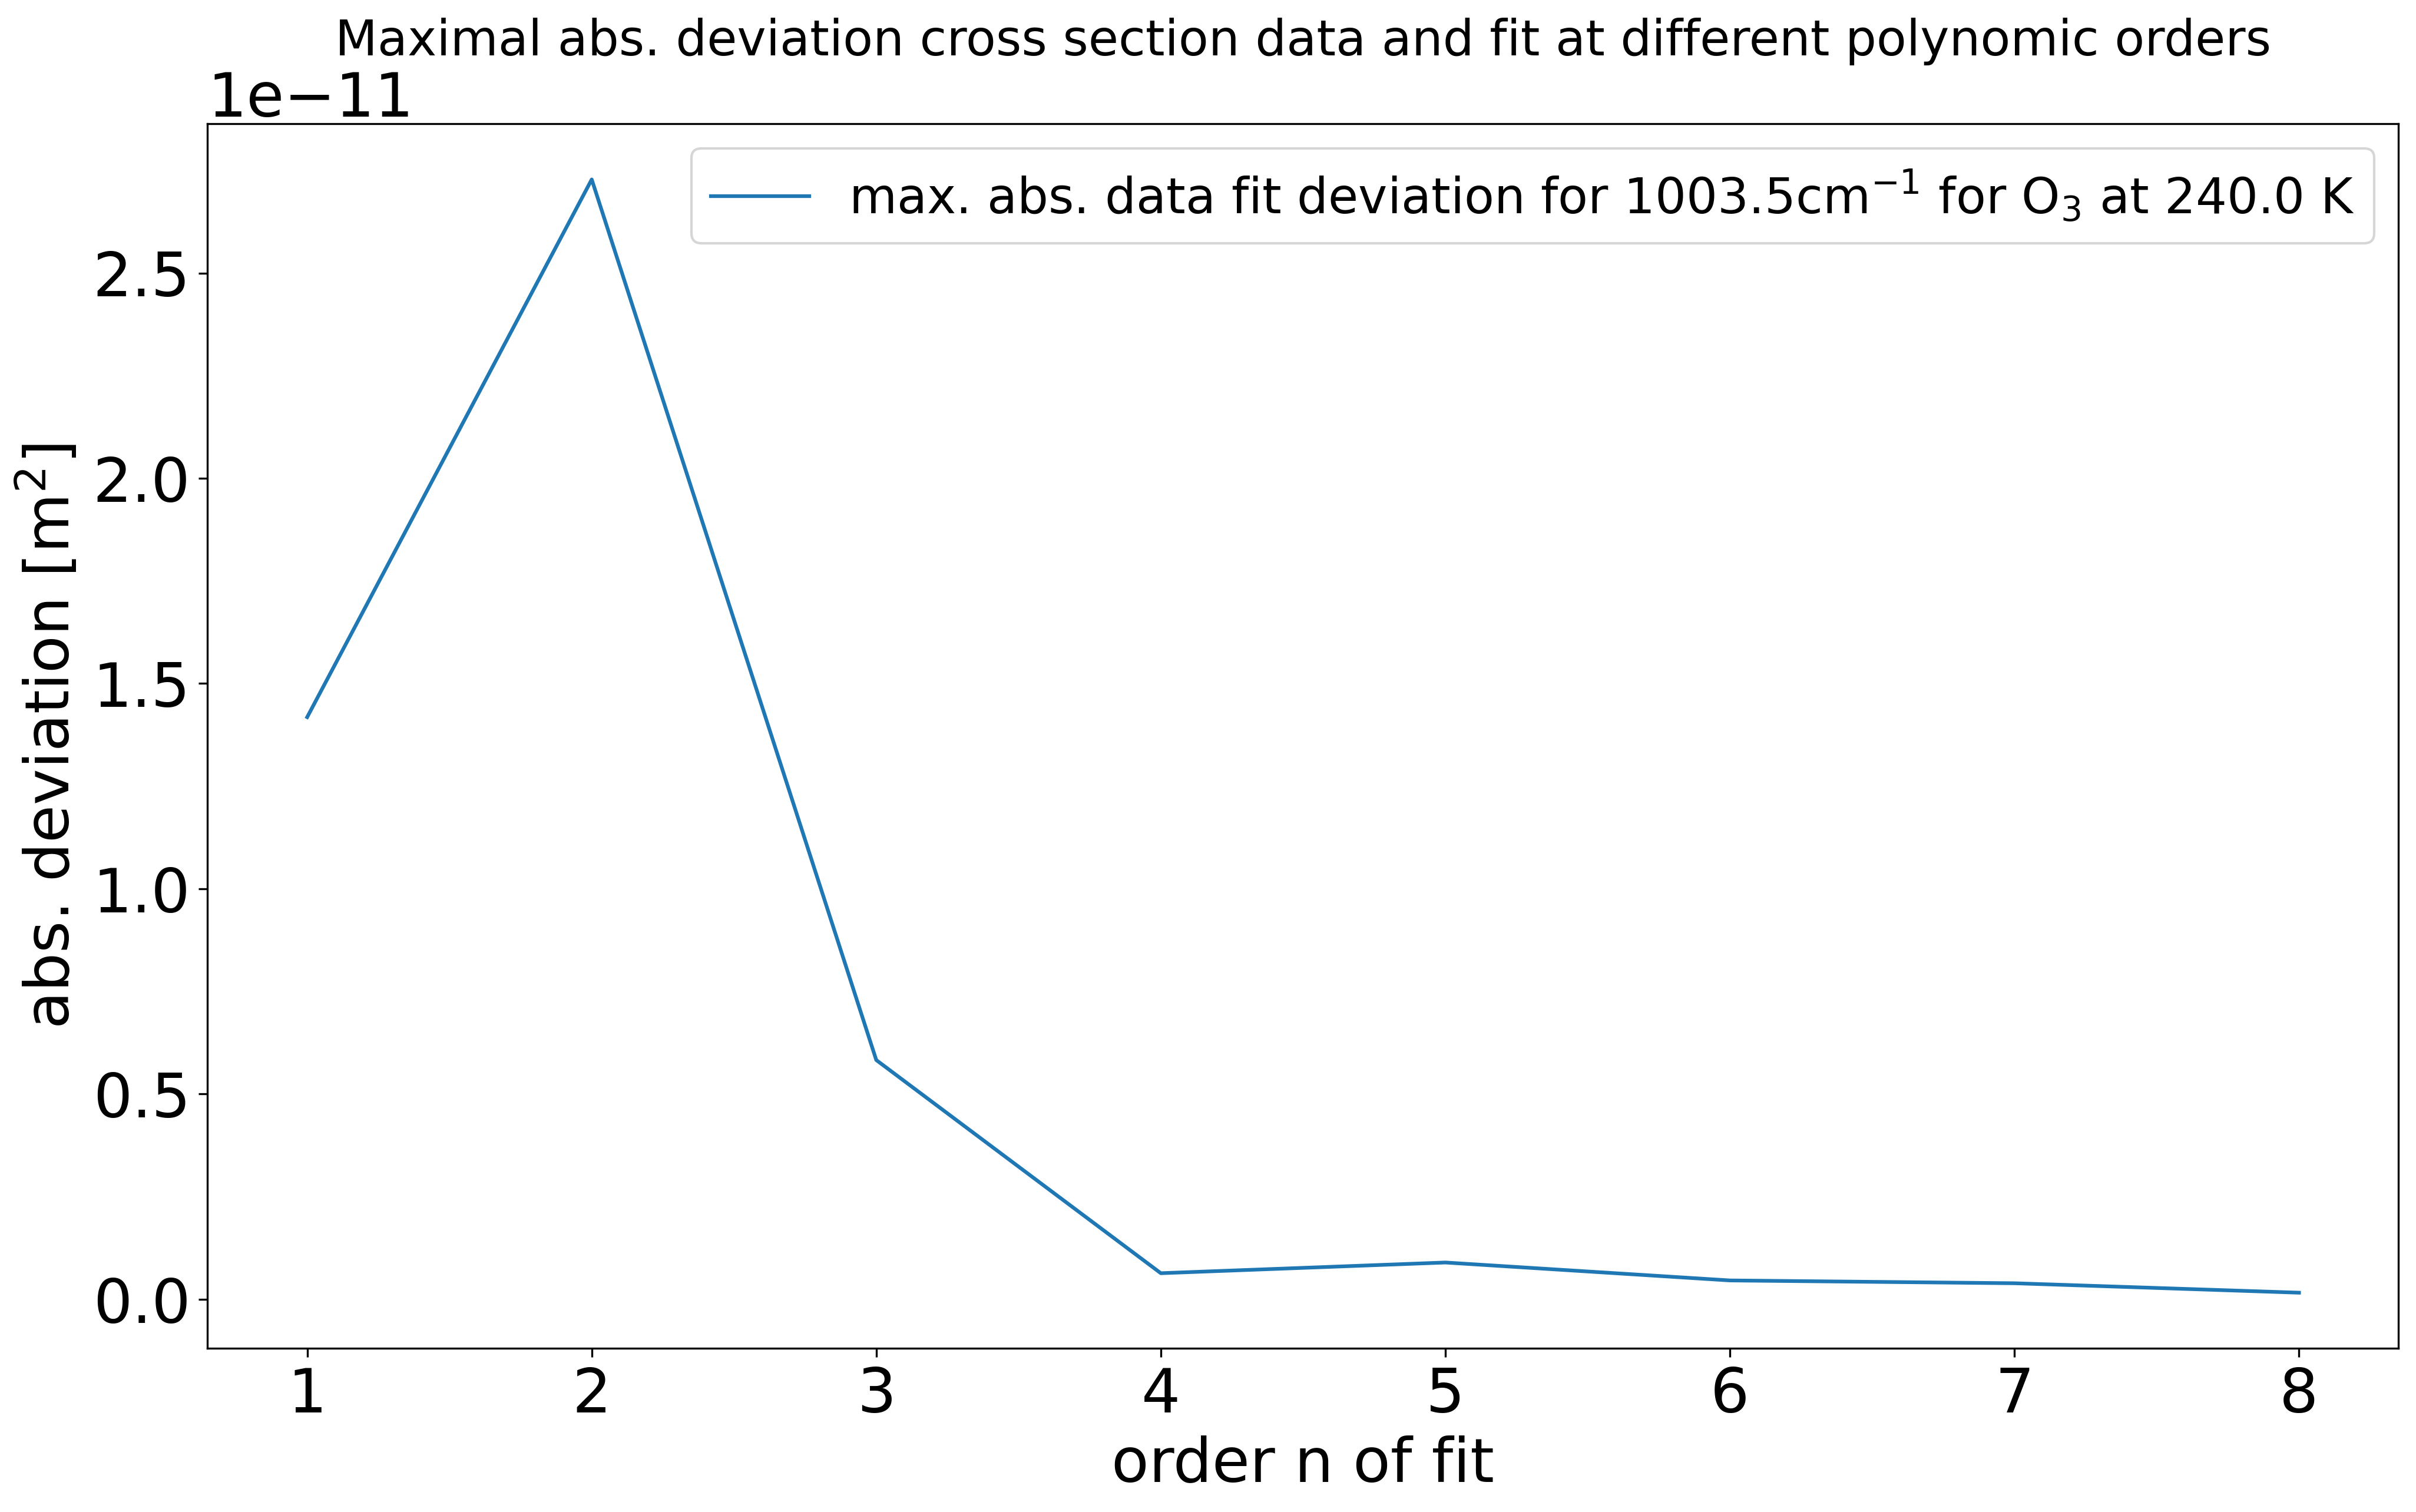 Maximal abs. deviation cross section data and fit at different polynomic orders
1e−11
max. abs. data fit deviation for 1003.5cm⁻¹ for O₃ at 240.0 K
abs. deviation [m²]
2.5
2.0
1.5
1.0
0.5
0.0
1 2 3 4 5 6 7 8
order n of fit